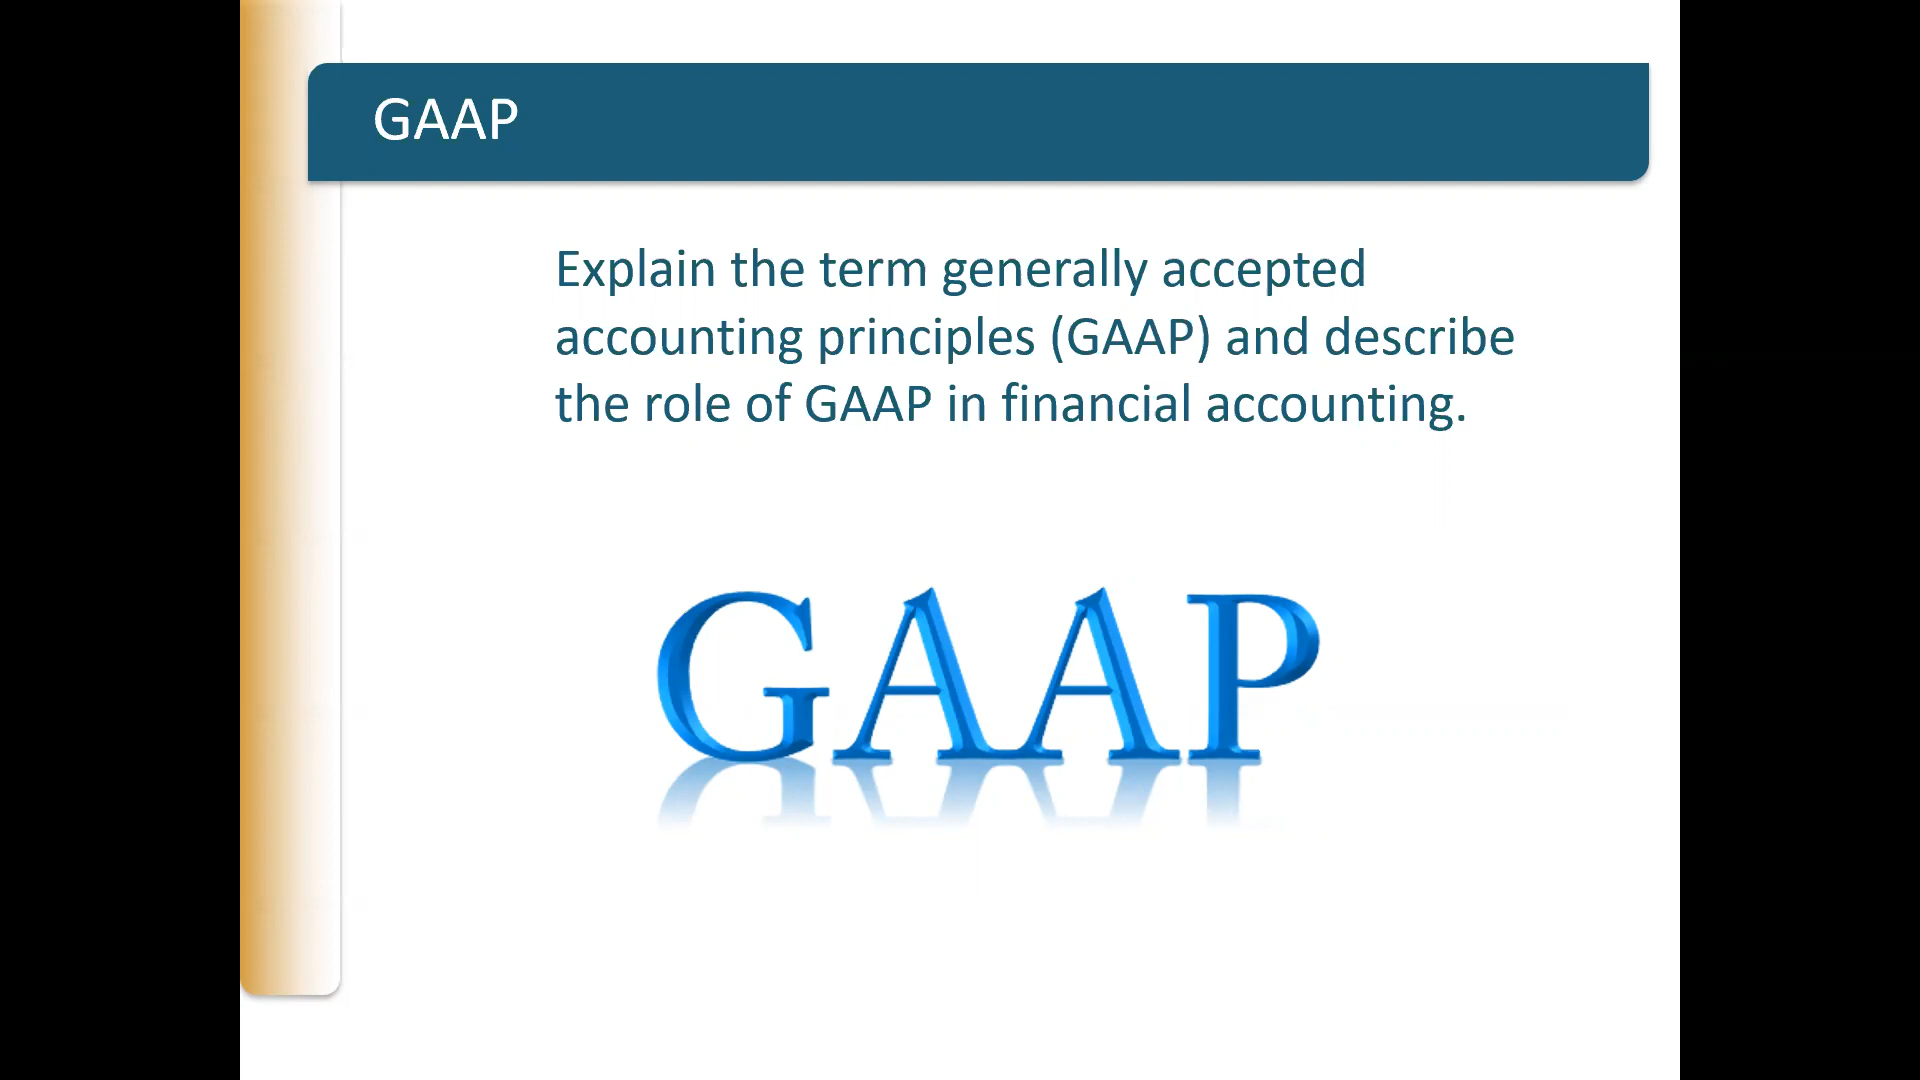 GAAP
Explain the term generally accepted
accounting principles (GAAP) and describe
the role of GAAP in financial accounting.
GAAP